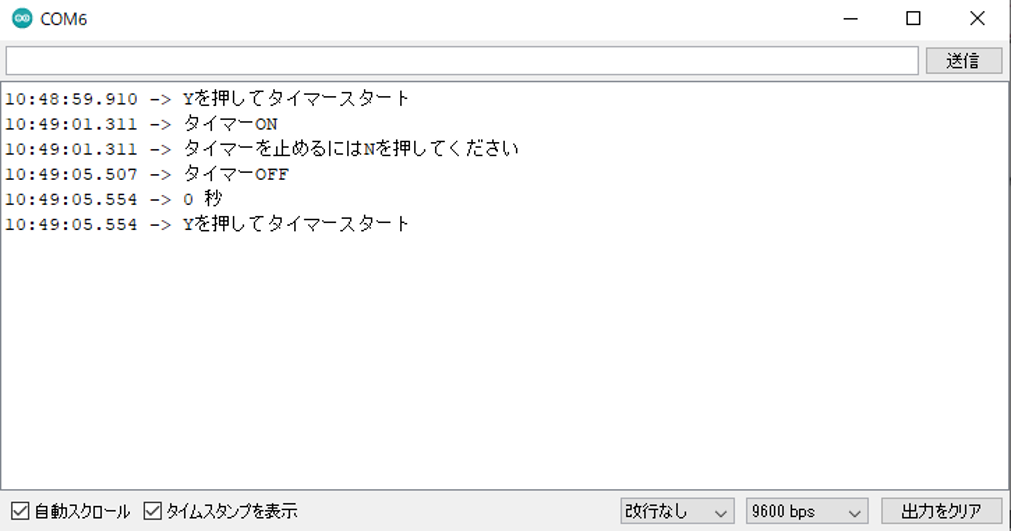 COM6
送信
10:48:59.910 -> Yを押してタイマースタート
10:49:01.311 -> タイマーON
10:49:01.311 -> タイマーを止めるにはNを押してください
10:49:05.507 -> タイマーOFF
10:49:05.554 -> 0 秒
10:49:05.554 -> Yを押してタイマースタート
自動スクロール タイムスタンプを表示 改行なし 9600 bps 出力をクリア